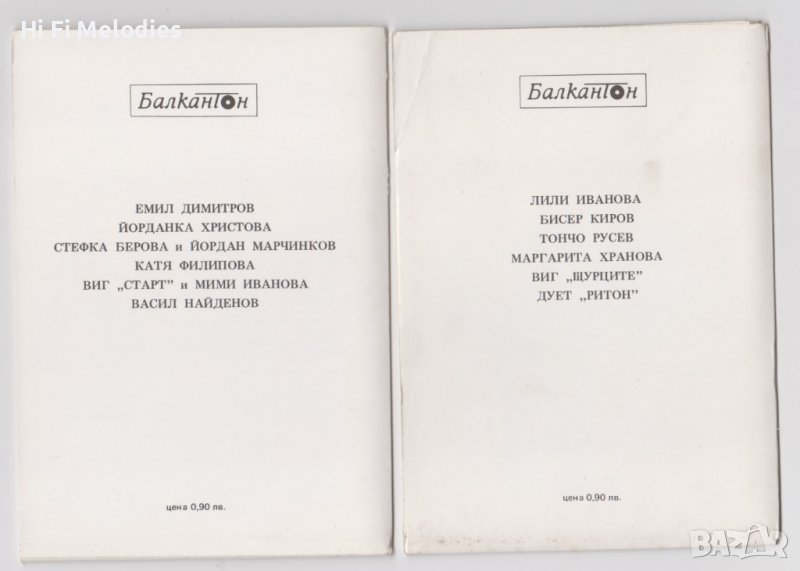 Hi Fi Melodies
Балкантон
ЕМИЛ ДИМИТРОВ
ЙОРДАНКА ХРИСТОВА
СТЕФКА БЕРОВА и ЙОРДАН МАРЧИНКОВ
КАТЯ ФИЛИПОВА
ВИГ „СТАРТ” и МИМИ ИВАНОВА
ВАСИЛ НАЙДЕНОВ
цена 0,90 лв.
Балкантон
ЛИЛИ ИВАНОВА
БИСЕР КИРОВ
ТОНЧО РУСЕВ
МАРГАРИТА ХРАНОВА
ВИГ „ЩУРЦИТЕ”
ДУЕТ „РИТОН”
цена 0,90 лв.
BAZAR